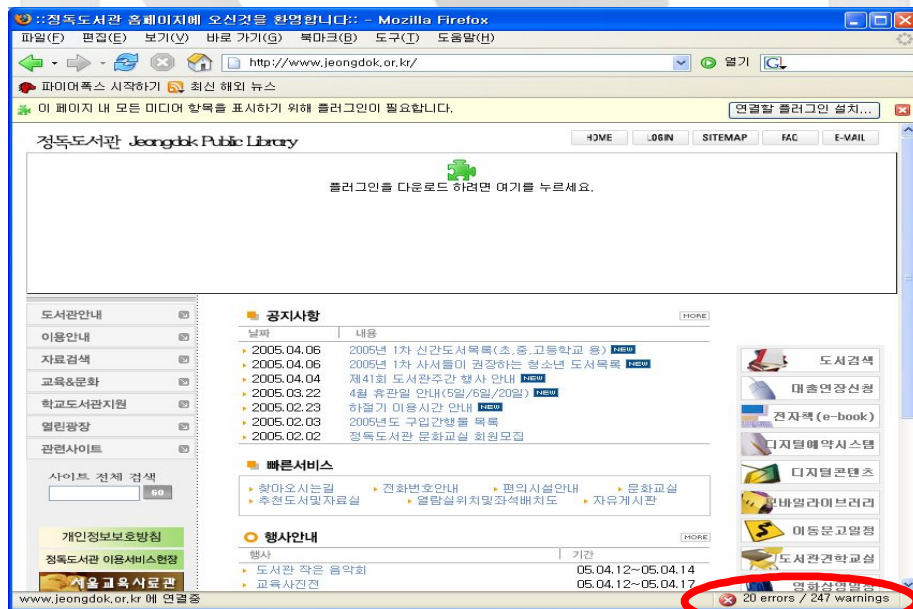 ::정독도서관 홈페이지에 오신것을 환영합니다:: - Mozilla Firefox
파일(F) 편집(E) 보기(V) 바로 가기(G) 북마크(B) 도구(T) 도움말(H)
http://www.jeongdok.or.kr/ 열기
파이어폭스 시작하기 최신 해외 뉴스
이 페이지 내 모든 미디어 항목을 표시하기 위해 플러그인이 필요합니다. 연결할 플러그인 설치...
정독도서관 Jeongdok Public Library HOME LOGIN SITEMAP FAQ E-MAIL
플러그인을 다운로드 하려면 여기를 누르세요.
도서관안내
이용안내
자료검색
교육&문화
학교도서관지원
열린광장
관련사이트
사이트 전체 검색
GO
개인정보보호방침
정독도서관 이용서비스헌장
서울교육사료관
공지사항 MORE
날짜 내용
2005.04.06 2005년 1차 신간도서목록(초,중,고등학교 용) NEW
2005.04.06 2005년 1차 사서들이 권장하는 청소년 도서목록 NEW
2005.04.04 제41회 도서관주간 행사 안내 NEW
2005.03.22 4월 휴관일 안내(5일/6일/20일) NEW
2005.02.23 하절기 이용시간 안내 NEW
2005.02.03 2005년도 구입간행물 목록
2005.02.02 정독도서관 문화교실 회원모집
빠른서비스
찾아오시는길 전화번호안내 편의시설안내 문화교실
추천도서및자료실 열람실위치및좌석배치도 자유게시판
행사안내 MORE
행사 기간
도서관 작은 음악회 05.04.12~05.04.14
교육사진전 05.04.12~05.04.17
도서검색
대출연장신청
전자책(e-book)
디지털예약시스템
디지털콘텐츠
모바일라이브러리
이동문고일정
도서관견학교실
영화상영일정
www.jeongdok.or.kr 에 연결중 20 errors / 247 warnings